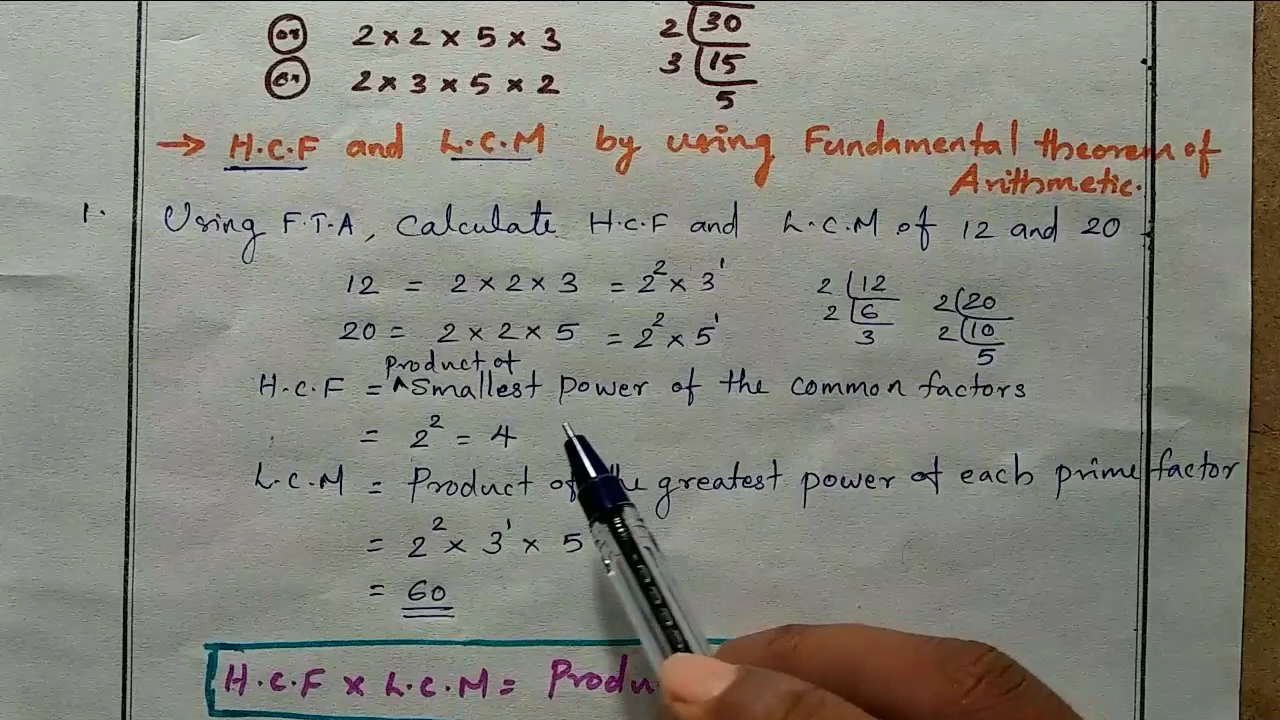 or 2 × 2 × 5 × 3
or 2 × 3 × 5 × 2
2 30
3 15
5
→ H.C.F and L.C.M by using Fundamental theorem of
Arithmetic.
1. Using F.T.A, Calculate H.C.F and L.C.M of 12 and 20
12 = 2 × 2 × 3 = 2² × 3¹
20 = 2 × 2 × 5 = 2² × 5¹
2 12
2 6
3
2 20
2 10
5
Product of
H.C.F = ^Smallest power of the common factors
= 2² = 4
L.C.M = Product of the greatest power of each prime factor
= 2² × 3¹ × 5
= 60
H.C.F × L.C.M =